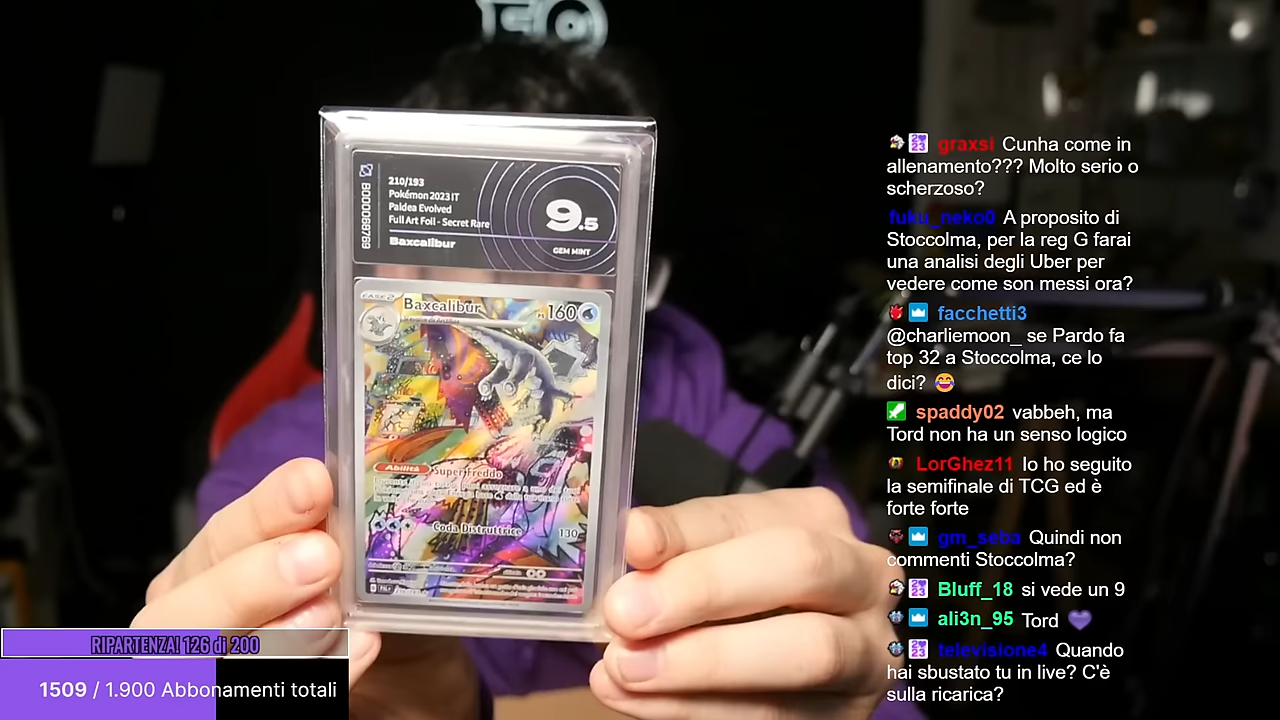 210/193
Pokémon 2023 IT
Paldea Evolved
Full Art Foil - Secret Rare
Baxcalibur
B000068769
9.5
GEM MINT
Baxcalibur
160
Abilità Super Freddo
Coda Distruttrice 130
graxsi Cunha come in
allenamento??? Molto serio o
scherzoso?
fuku_neko0 A proposito di
Stoccolma, per la reg G farai
una analisi degli Uber per
vedere come son messi ora?
facchetti3
@charliemoon_ se Pardo fa
top 32 a Stoccolma, ce lo
dici? 😂
spaddy02 vabbeh, ma
Tord non ha un senso logico
LorGhez11 Io ho seguito
la semifinale di TCG ed è
forte forte
gm_seba Quindi non
commenti Stoccolma?
Bluff_18 si vede un 9
ali3n_95 Tord 💜
televisione4 Quando
hai sbustato tu in live? C'è
sulla ricarica?
RIPARTENZA! 126 di 200
1509 / 1.900 Abbonamenti totali